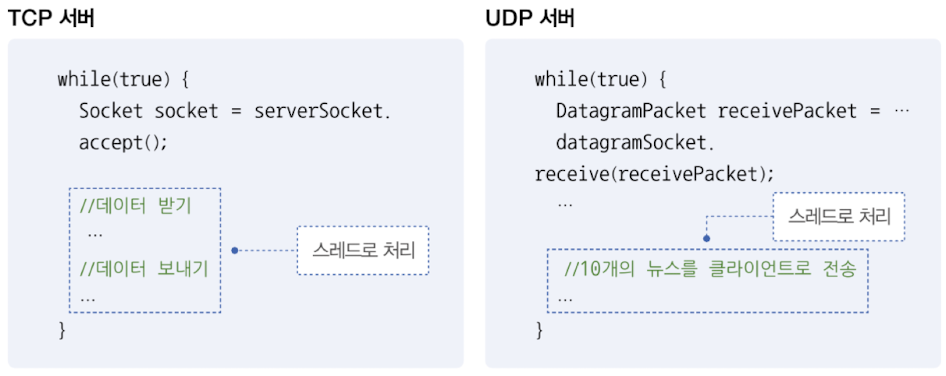 TCP 서버
while(true) {
Socket socket = serverSocket.
accept();
//데이터 받기
…
//데이터 보내기
…
}
스레드로 처리
UDP 서버
while(true) {
DatagramPacket receivePacket = …
datagramSocket.
receive(receivePacket);
…
스레드로 처리
//10개의 뉴스를 클라이언트로 전송
…
}